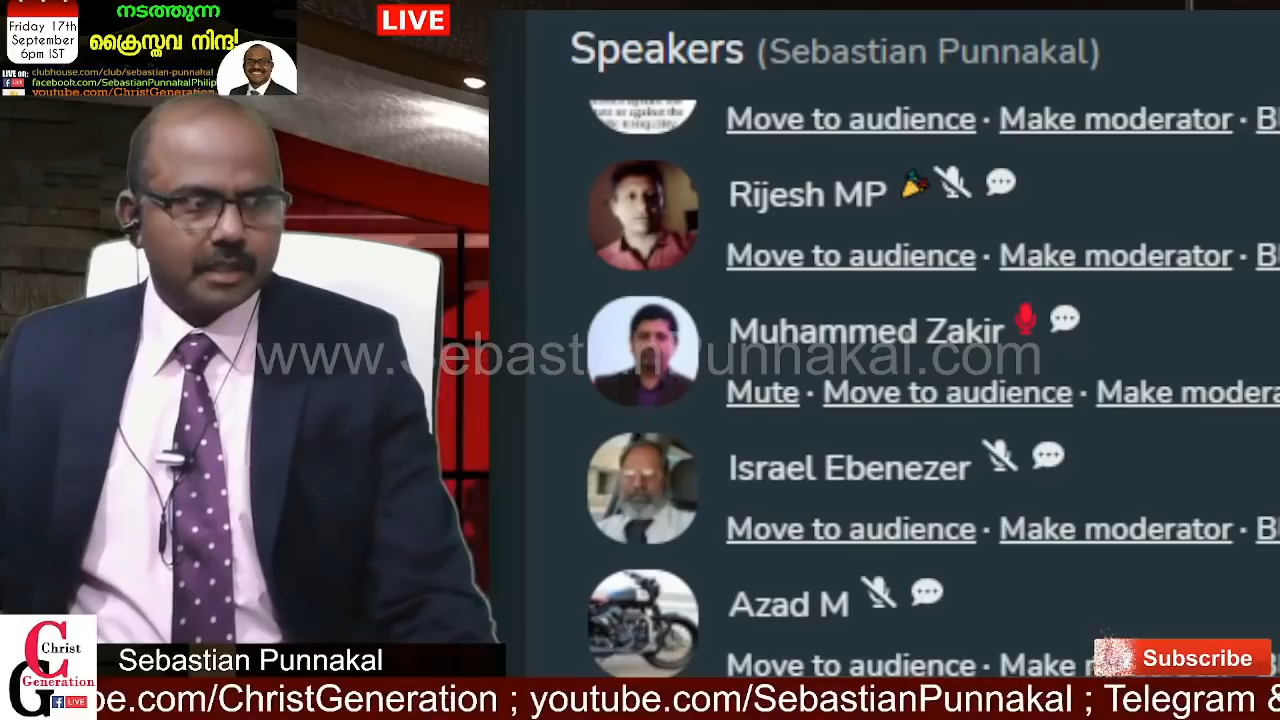 Friday 17th
September
6pm IST
നടത്തുന്ന
ക്രൈസ്തവ നിന്ദ!
LIVE on:
LIVE
clubhouse.com/club/sebastian-punnakal
facebook.com/SebastianPunnakalPhilip
youtube.com/ChristGeneration
LIVE
Speakers (Sebastian Punnakal)
Move to audience · Make moderator ·
Rijesh MP
Move to audience · Make moderator ·
Muhammed Zakir
www.SebastianPunnakal.com
Mute · Move to audience · Make modera
Israel Ebenezer
Move to audience · Make moderator ·
Azad M
Move to audience · Make
Subscribe
C
Christ
G
Generation
LIVE
Sebastian Punnakal
be.com/ChristGeneration ; youtube.com/SebastianPunnakal ; Telegram &